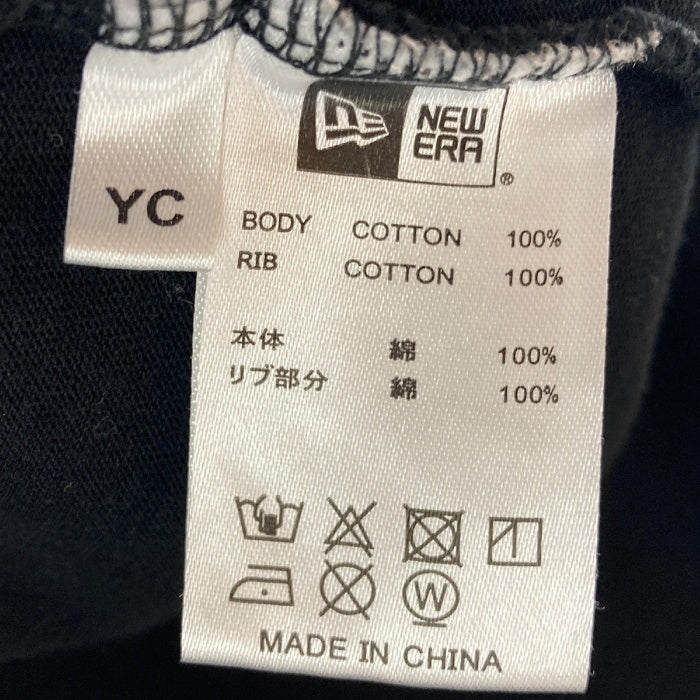 NEW
ERA
®
YC
BODY COTTON 100%
RIB COTTON 100%
本体 綿 100%
リブ部分 綿 100%
W
MADE IN CHINA